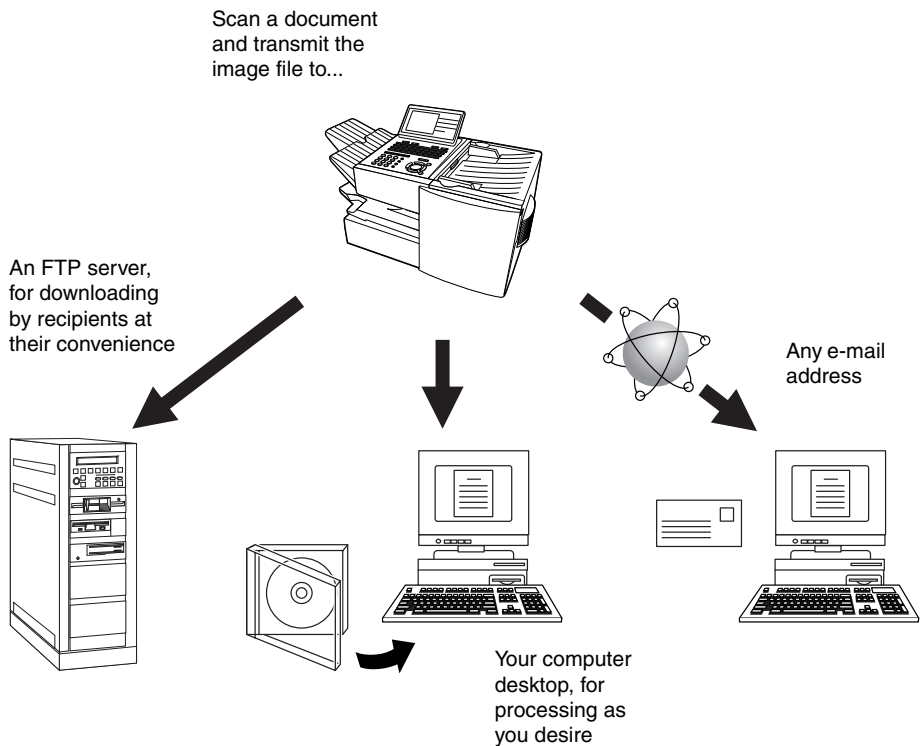 Scan a document
and transmit the
image file to...
An FTP server,
for downloading
by recipients at
their convenience
Any e-mail
address
Your computer
desktop, for
processing as
you desire